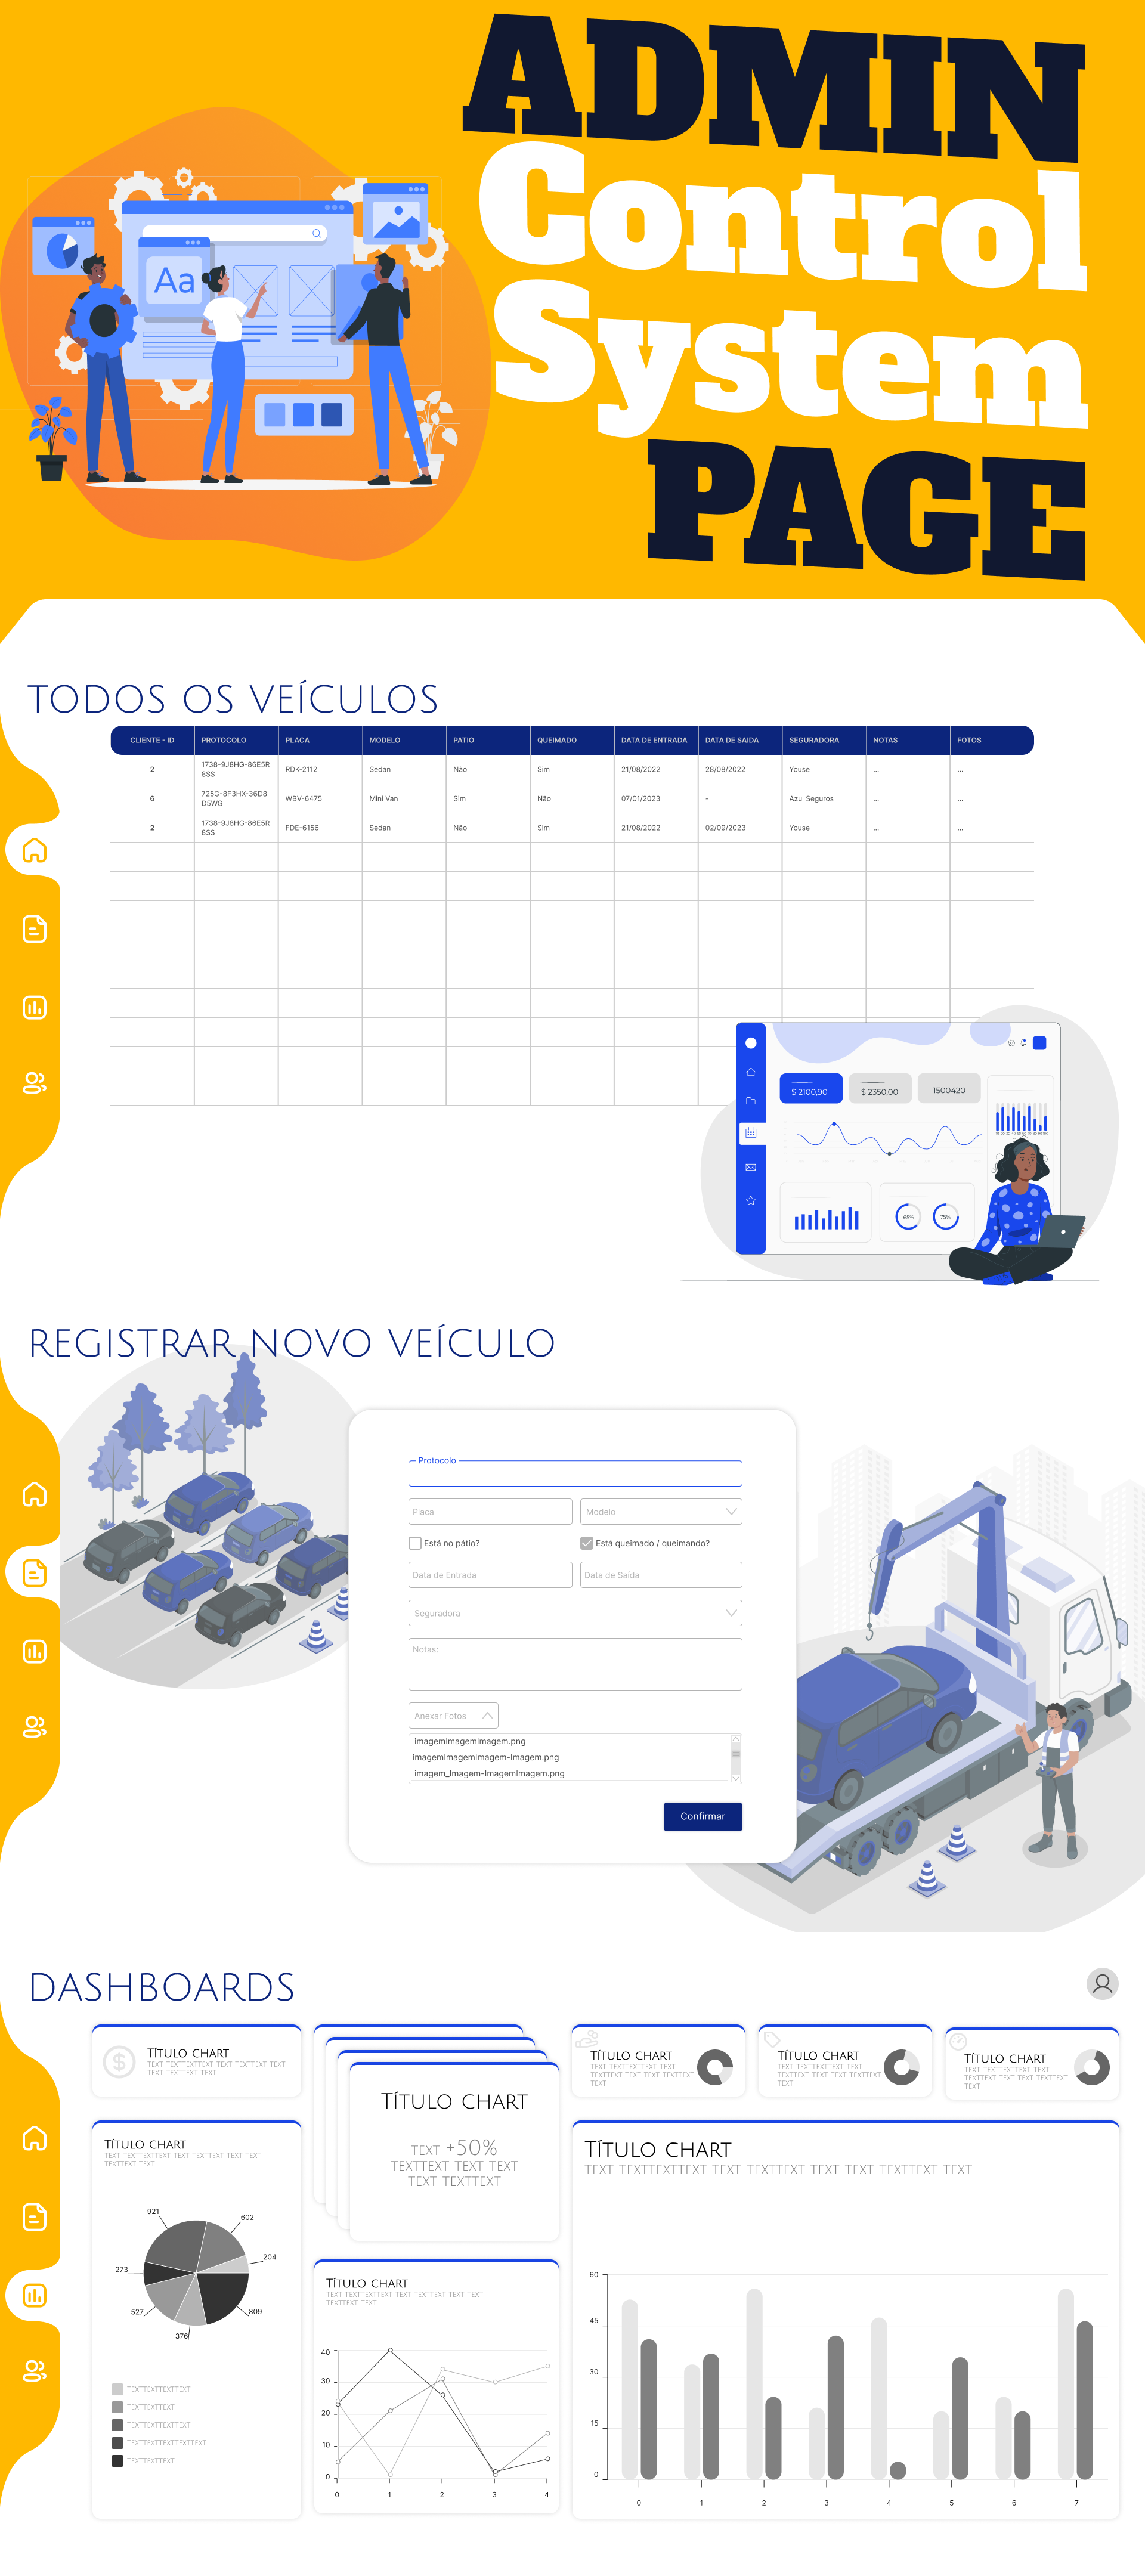 ADMIN
Control
System
PAGE
Aa
TODOS OS VEÍCULOS
CLIENTE - ID PROTOCOLO PLACA MODELO PATIO QUEIMADO DATA DE ENTRADA DATA DE SAIDA SEGURADORA NOTAS FOTOS
2 1738-9J8HG-86E5R RDK-2112 Sedan Não Sim 21/08/2022 28/08/2022 Youse ... ...
8SS
6 725G-8F3HX-36D8 WBV-6475 Mini Van Sim Não 07/01/2023 - Azul Seguros ... ...
D5WG
2 1738-9J8HG-86E5R FDE-6156 Sedan Não Sim 21/08/2022 02/09/2023 Youse ... ...
8SS
$ 2100,90 $ 2350,00 1500420
65% 75%
REGISTRAR NOVO VEÍCULO
Protocolo
Placa Modelo
Está no pátio? Está queimado / queimando?
Data de Entrada Data de Saída
Seguradora
Notas:
Anexar Fotos
imagemImagemImagem.png
imagemImagemImagem-Imagem.png
imagem_Imagem-ImagemImagem.png
Confirmar
DASHBOARDS
TÍTULO CHART
TEXT TEXTTEXTTEXT TEXT TEXTTEXT TEXT TEXT
TEXTTEXT TEXT
TÍTULO CHART
TEXT TEXTTEXTTEXT TEXT
TEXTTEXT TEXT TEXT TEXTTEXT
TEXT
TÍTULO CHART
TEXT TEXTTEXTTEXT TEXT
TEXTTEXT TEXT TEXT TEXTTEXT
TEXT
TÍTULO CHART
TEXT TEXTTEXTTEXT TEXT
TEXTTEXT TEXT TEXT TEXTTEXT
TEXT
TÍTULO CHART
TEXT +50%
TEXTTEXT TEXT TEXT
TEXT TEXTTEXT
TÍTULO CHART
TEXT TEXTTEXTTEXT TEXT TEXTTEXT TEXT TEXT
TEXTTEXT TEXT
921
602
204
273
527
809
376
TEXTTEXTTEXTTEXT
TEXTTEXTTEXT
TEXTTEXTTEXTTEXT
TEXTTEXTTEXTTEXTTEXT
TEXTTEXTTEXT
TÍTULO CHART
TEXT TEXTTEXTTEXT TEXT TEXTTEXT TEXT TEXT
TEXTTEXT TEXT
40
30
20
10
0
0 1 2 3 4
TÍTULO CHART
TEXT TEXTTEXTTEXT TEXT TEXTTEXT TEXT TEXT TEXTTEXT TEXT
60
45
30
15
0
0 1 2 3 4 5 6 7